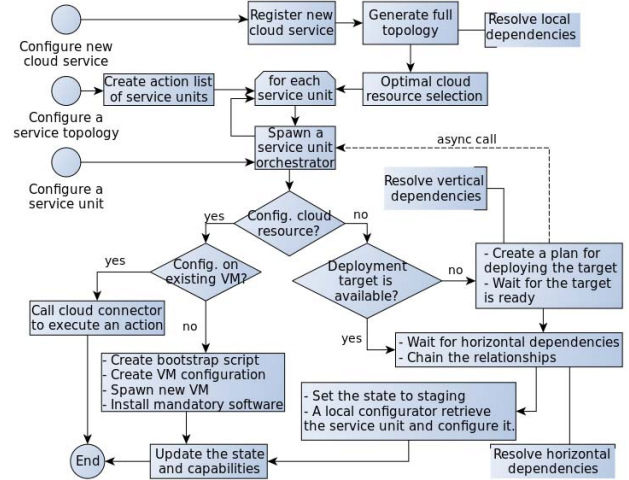 Register new
cloud service
Generate full
topology
Resolve local
dependencies
Configure new
cloud service
Create action list
of service units
for each
service unit
Optimal cloud
resource selection
Configure a
service topology
Spawn a
service unit
orchestrator
async call
Configure a
service unit
Resolve vertical
dependencies
yes
Config. cloud
resource?
no
yes
Config. on
existing VM?
Deployment
target is
available?
no
- Create a plan for
deploying the target
- Wait for the target
is ready
Call cloud connector
to execute an action
no
yes
- Wait for horizontal dependencies
- Chain the relationships
- Create bootstrap script
- Create VM configuration
- Spawn new VM
- Install mandatory software
- Set the state to staging
- A local configurator retrieve
the service unit and configure it.
End
Update the state
and capabilities
Resolve horizontal
dependencies